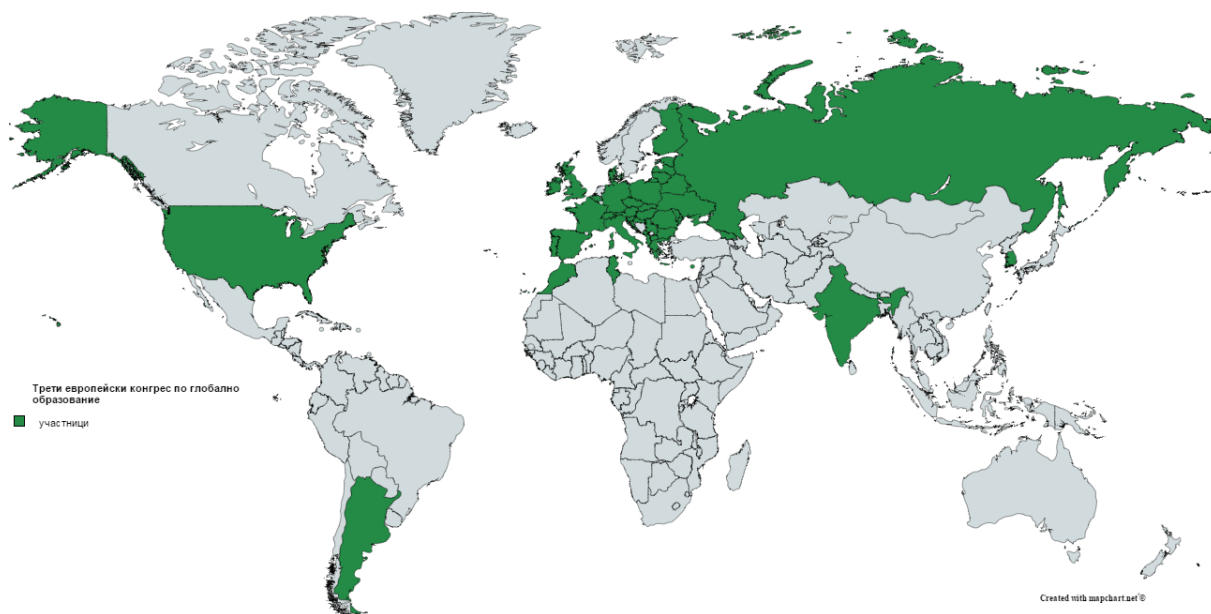 Трети европейски конгрес по глобално
образование
участници
Created with mapchart.net ©